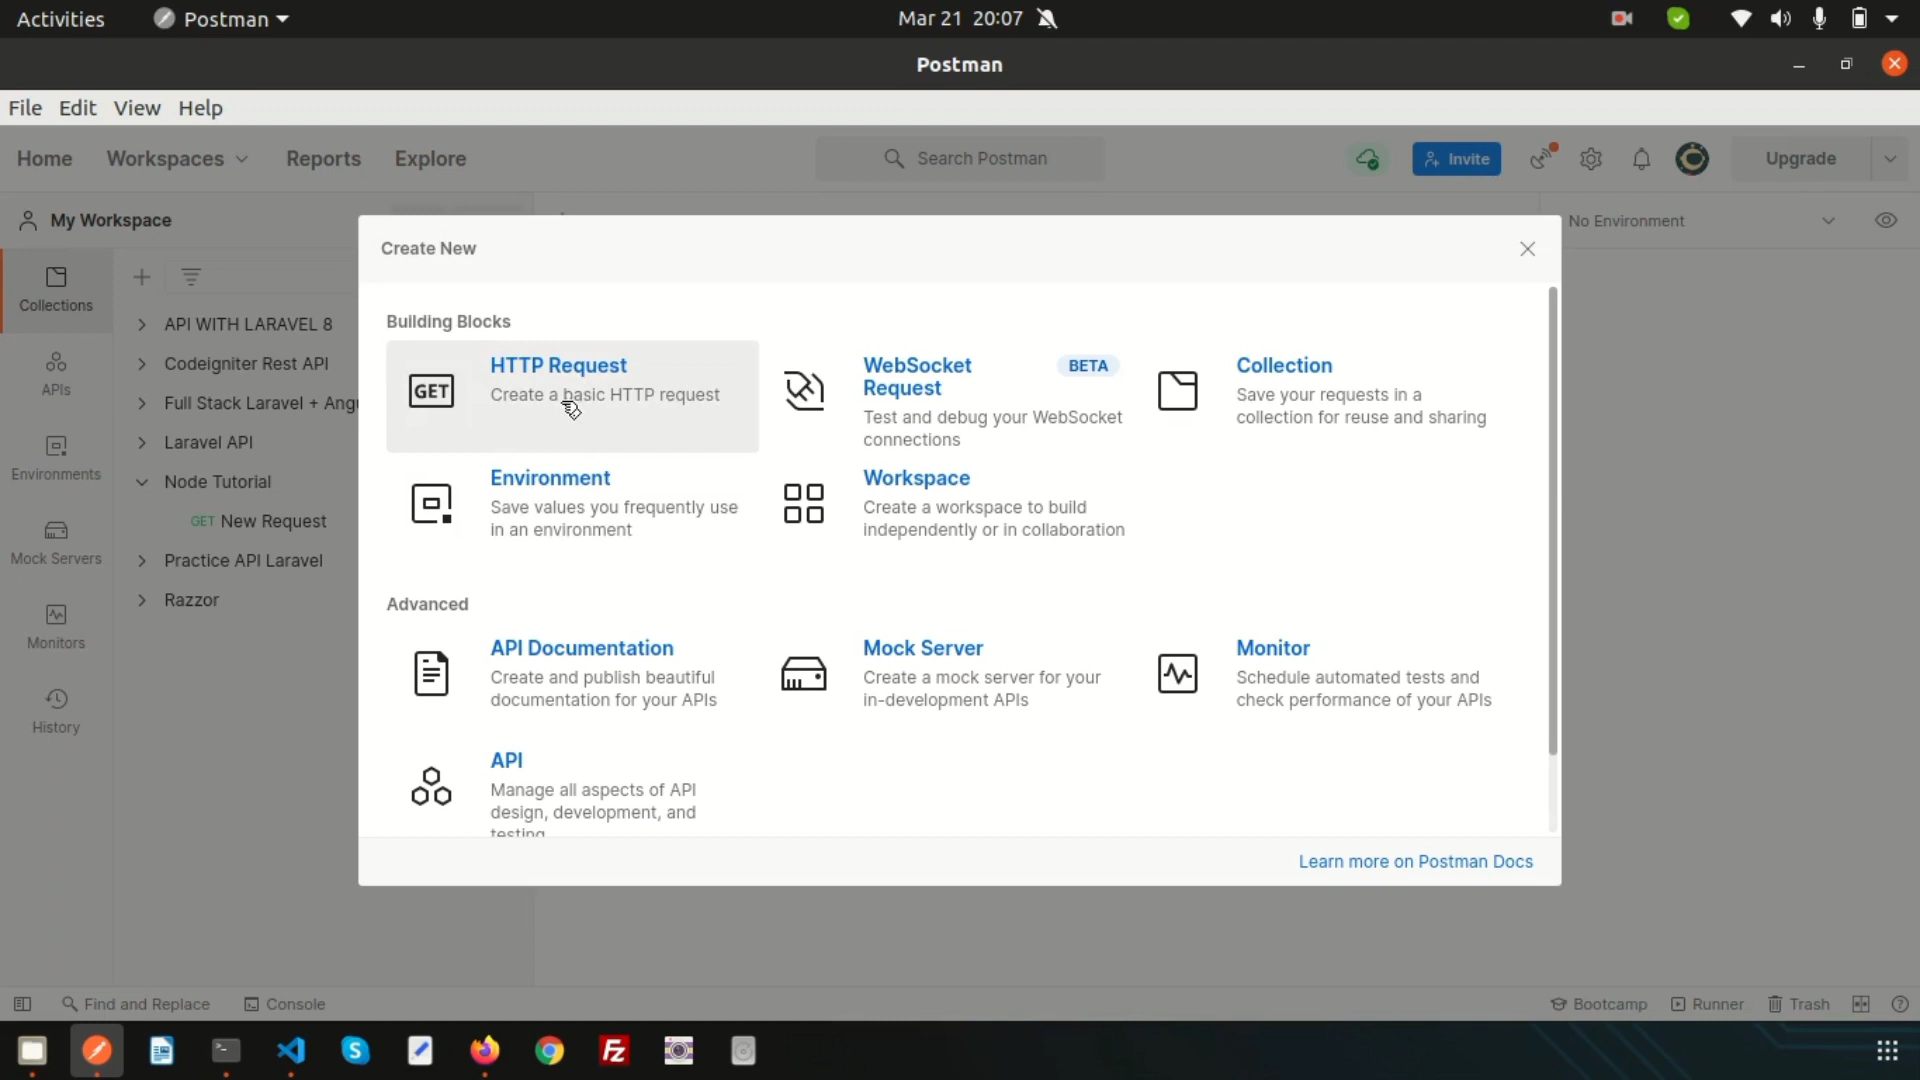 Activities Postman Mar 21 20:07
Postman
File Edit View Help
Home Workspaces Reports Explore Search Postman Invite Upgrade
My Workspace No Environment
Create New
Building Blocks
Collections
APIs
Environments
Mock Servers
Monitors
History
API WITH LARAVEL 8
Codeigniter Rest API
Full Stack Laravel + Angu
Laravel API
Node Tutorial
GET New Request
Practice API Laravel
Razzor
GET
HTTP Request
Create a basic HTTP request
WebSocket
Request
BETA
Test and debug your WebSocket
connections
Collection
Save your requests in a
collection for reuse and sharing
Environment
Save values you frequently use
in an environment
Workspace
Create a workspace to build
independently or in collaboration
Advanced
API Documentation
Create and publish beautiful
documentation for your APIs
Mock Server
Create a mock server for your
in-development APIs
Monitor
Schedule automated tests and
check performance of your APIs
API
Manage all aspects of API
design, development, and
testing
Learn more on Postman Docs
Find and Replace Console Bootcamp Runner Trash